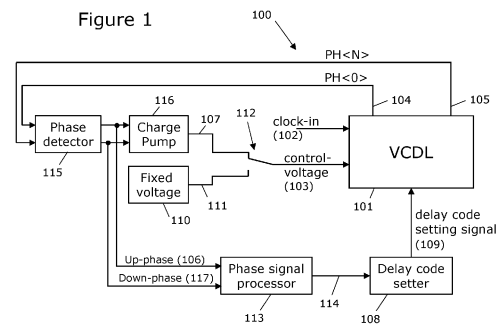 Figure 1
100
PH<N>
PH<0>
116
104
105
107
112
clock-in
(102)
Phase
detector
Charge
Pump
VCDL
115
control-
voltage
(103)
Fixed
voltage
111
101
110
delay code
setting signal
(109)
Up-phase (106)
Down-phase (117)
Phase signal
processor
Delay code
setter
114
113
108